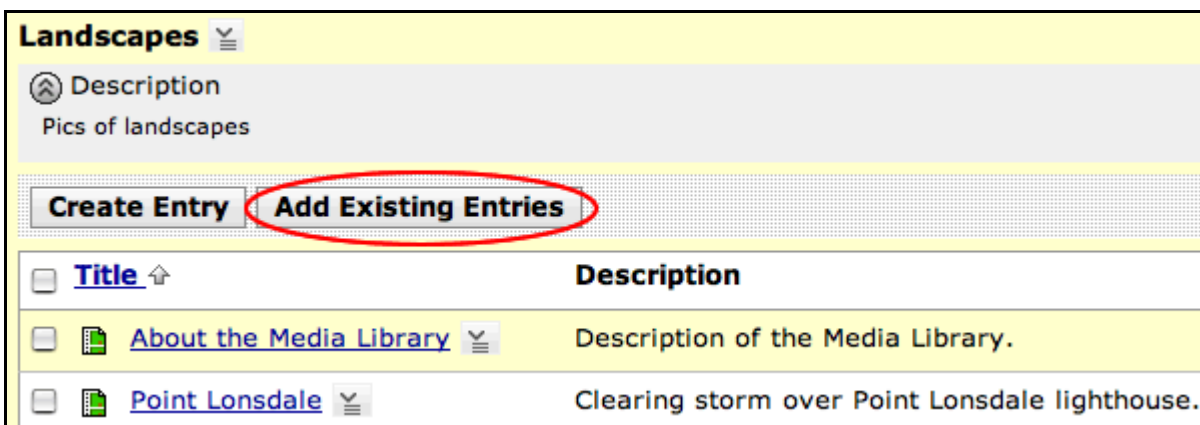 Landscapes
Description
Pics of landscapes
Create Entry Add Existing Entries
Title Description
About the Media Library Description of the Media Library.
Point Lonsdale Clearing storm over Point Lonsdale lighthouse.